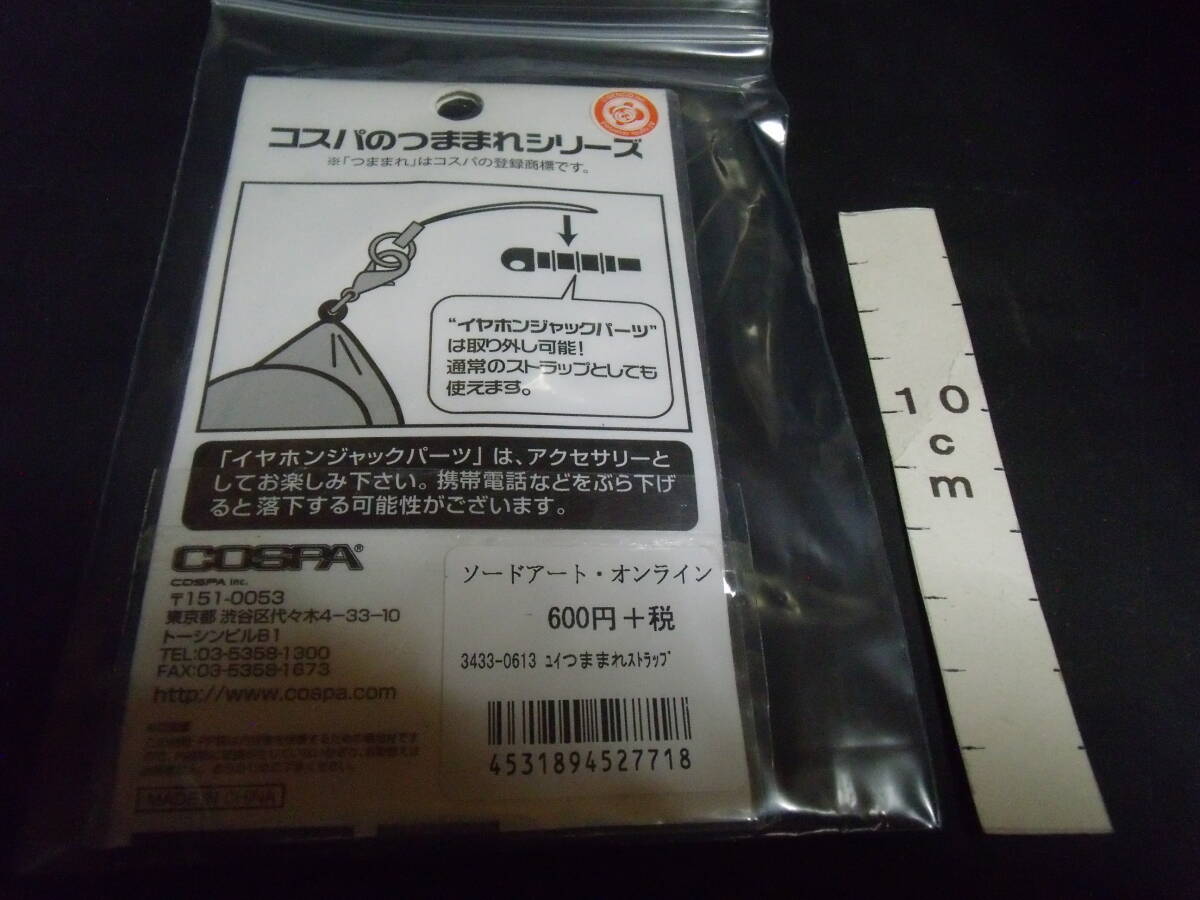 コスパのつままれシリーズ
※「つままれ」はコスパの登録商標です。
“イヤホンジャックパーツ”
は取り外し可能!
通常のストラップとしても
使えます。
「イヤホンジャックパーツ」は、アクセサリーと
してお楽しみ下さい。携帯電話などをぶら下げ
ると落下する可能性がございます。
COSPA®
COSPA Inc.
〒151-0053
東京都 渋谷区代々木4-33-10
トーシンビルB1
TEL:03-5358-1300
FAX:03-5358-1673
http://www.cospa.com
MADE IN CHINA
ソードアート・オンライン
600円+税
3433-0613 ユイつままれストラップ
4531894527718
10
c
m